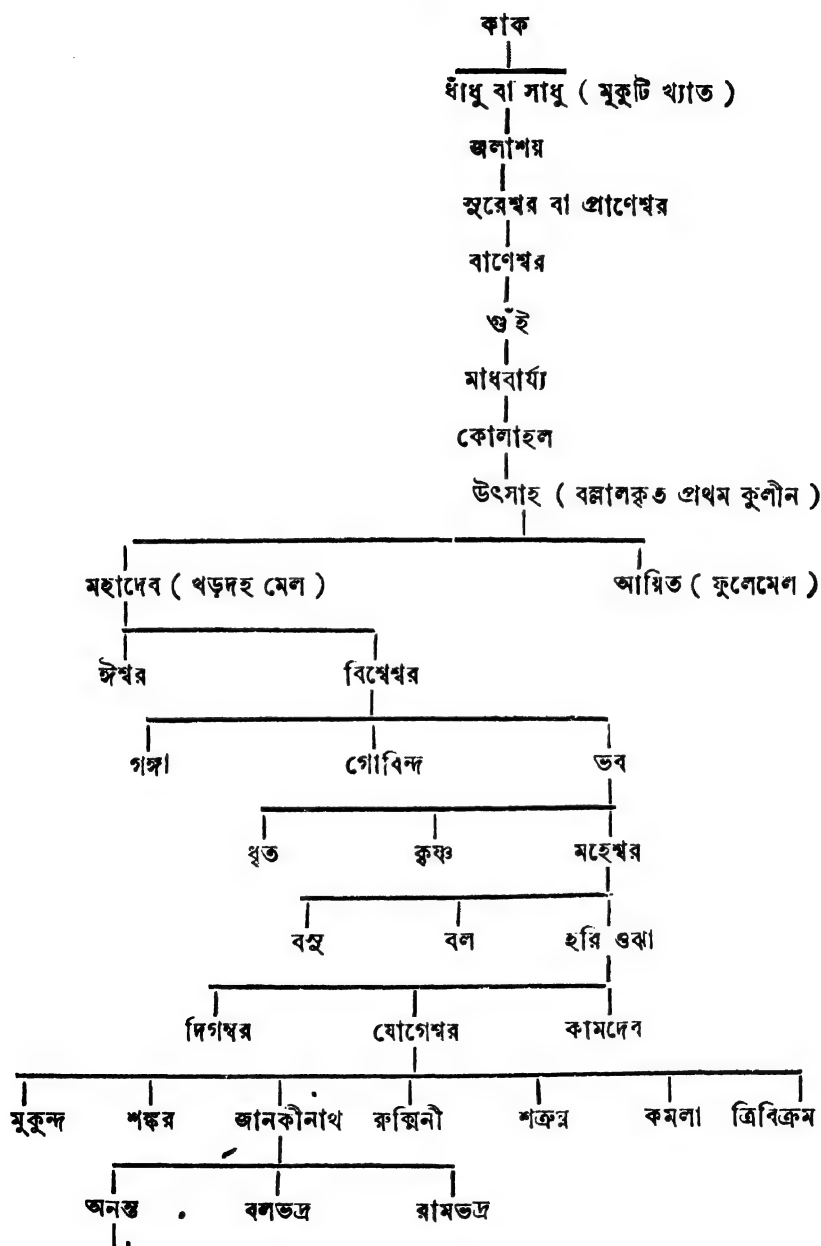 কাক
ধাঁধু বা সাধু ( মুকুটি খ্যাত )
জলাশয়
সুরেশ্বর বা প্রাণেশ্বর
বাণেশ্বর
গুঁই
মাধবার্য্য
কোলাহল
উৎসাহ ( বল্লালকৃত প্রথম কুলীন )
মহাদেব ( খড়দহ মেল ) আয়িত ( ফুলেমেল )
ঈশ্বর বিশ্বেশ্বর
গঙ্গা গোবিন্দ ভব
ধৃত কৃষ্ণ মহেশ্বর
বসু বল হরি ওঝা
দিগম্বর যোগেশ্বর কামদেব
মুকুন্দ শঙ্কর জানকীনাথ রুক্মিনী শত্রুঘ্ন কমলা ত্রিবিক্রম
অনন্ত বলভদ্র রামভদ্র